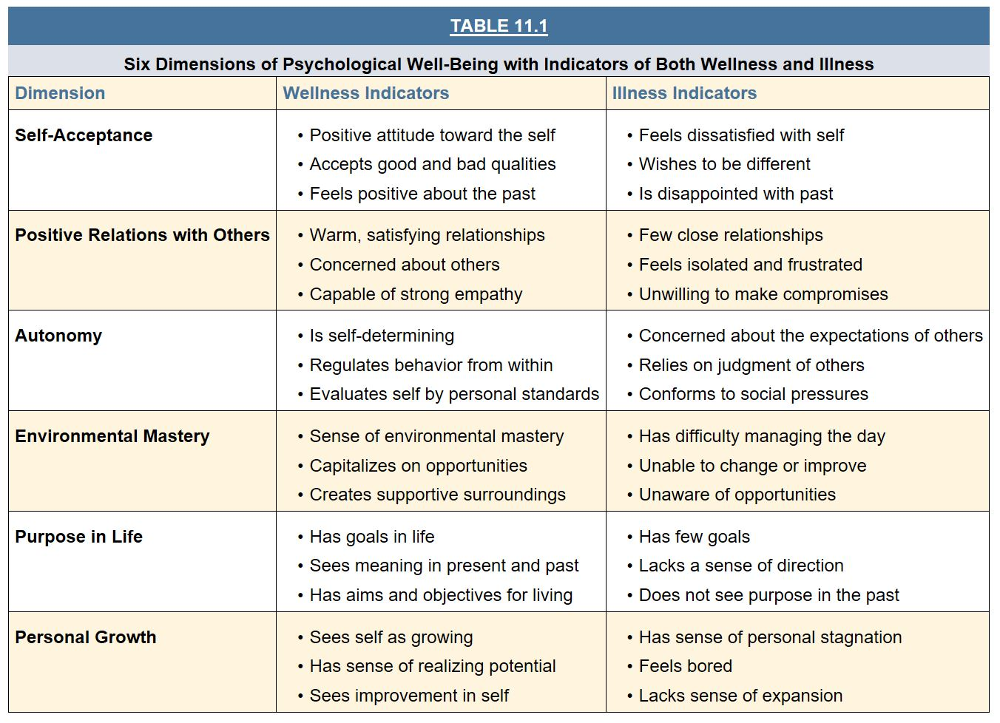 TABLE 11.1
Six Dimensions of Psychological Well-Being with Indicators of Both Wellness and Illness
Dimension Wellness Indicators Illness Indicators
Self-Acceptance • Positive attitude toward the self • Feels dissatisfied with self
• Accepts good and bad qualities • Wishes to be different
• Feels positive about the past • Is disappointed with past
Positive Relations with Others • Warm, satisfying relationships • Few close relationships
• Concerned about others • Feels isolated and frustrated
• Capable of strong empathy • Unwilling to make compromises
Autonomy • Is self-determining • Concerned about the expectations of others
• Regulates behavior from within • Relies on judgment of others
• Evaluates self by personal standards • Conforms to social pressures
Environmental Mastery • Sense of environmental mastery • Has difficulty managing the day
• Capitalizes on opportunities • Unable to change or improve
• Creates supportive surroundings • Unaware of opportunities
Purpose in Life • Has goals in life • Has few goals
• Sees meaning in present and past • Lacks a sense of direction
• Has aims and objectives for living • Does not see purpose in the past
Personal Growth • Sees self as growing • Has sense of personal stagnation
• Has sense of realizing potential • Feels bored
• Sees improvement in self • Lacks sense of expansion